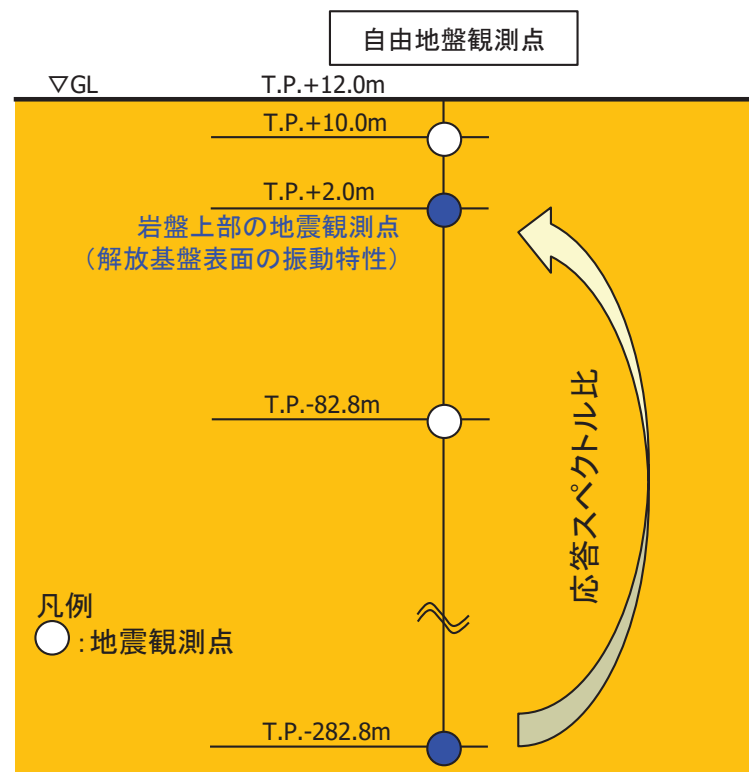 自由地盤観測点
▽GL
T.P.+12.0m
T.P.+10.0m
T.P.+2.0m
岩盤上部の地震観測点
（解放基盤表面の振動特性）
T.P.-82.8m
応答スペクトル比
凡例
○:地震観測点
T.P.-282.8m